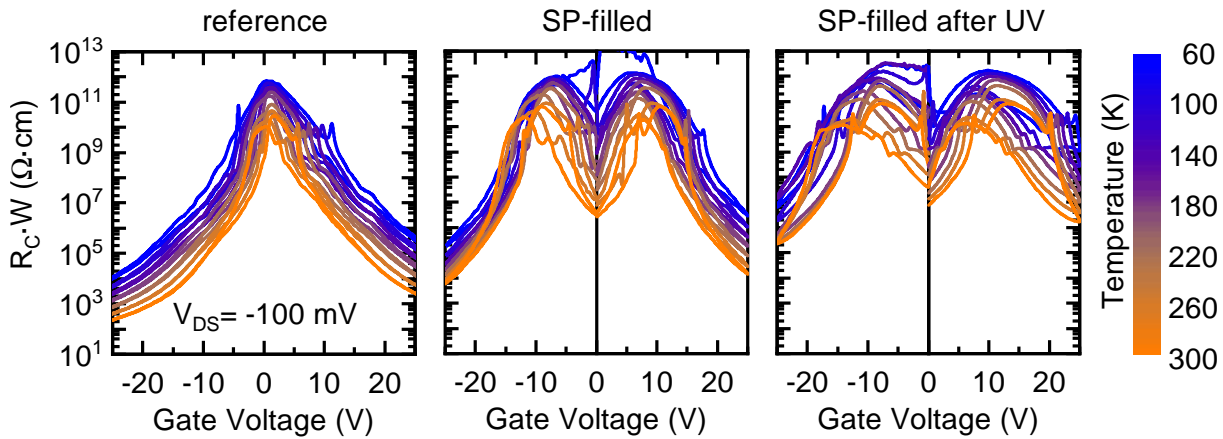 reference
SP-filled
SP-filled after UV
R_C·W (Ω·cm)
10^13
10^11
10^9
10^7
10^5
10^3
10^1
V_DS= -100 mV
-20 -10 0 10 20
-20 -10 0 10 20
-20 -10 0 10 20
Gate Voltage (V)
Gate Voltage (V)
Gate Voltage (V)
Temperature (K)
60
100
140
180
220
260
300